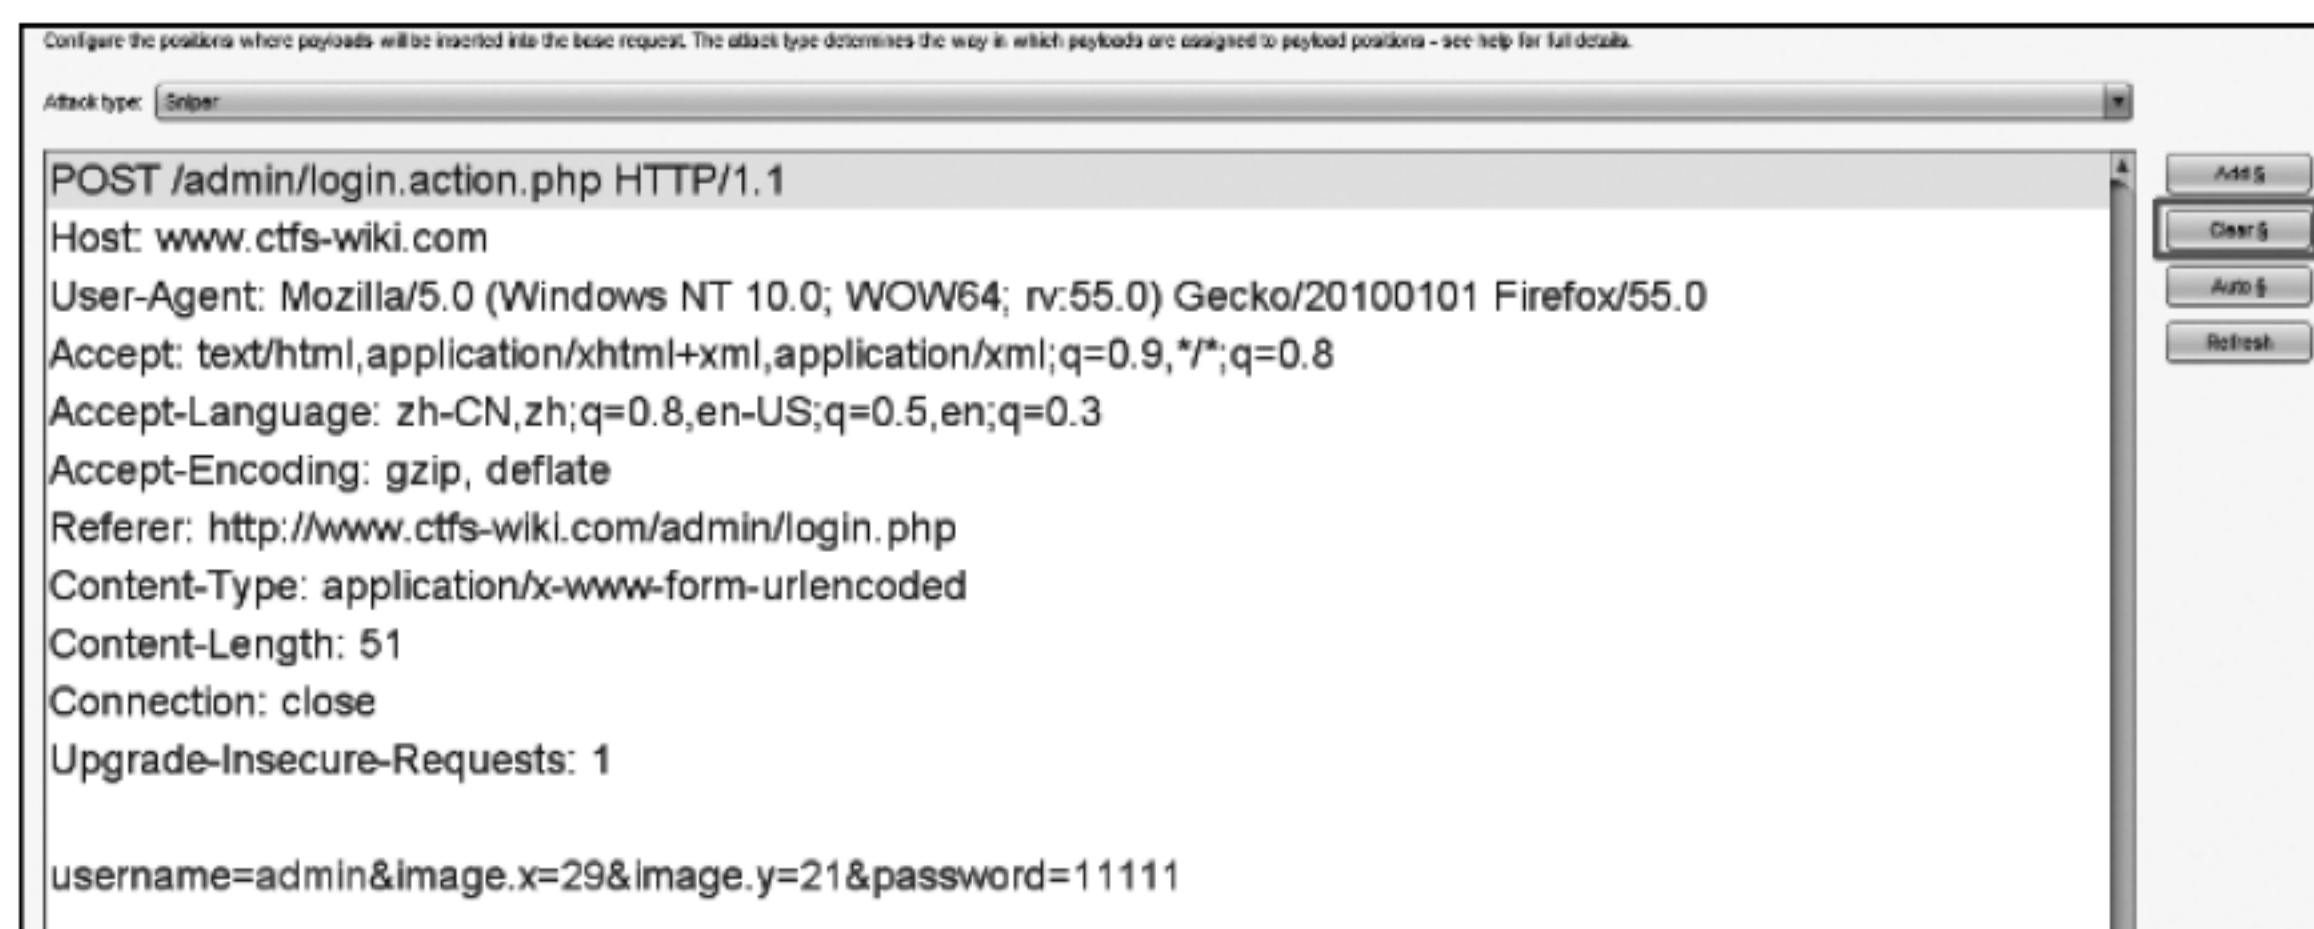 Configure the positions where payloads will be inserted into the base request. The attack type determines the way in which payloads are assigned to payload positions - see help for full details.
Attack type: Sniper
POST /admin/login.action.php HTTP/1.1
Host: www.ctfs-wiki.com
User-Agent: Mozilla/5.0 (Windows NT 10.0; WOW64; rv:55.0) Gecko/20100101 Firefox/55.0
Accept: text/html,application/xhtml+xml,application/xml;q=0.9,*/*;q=0.8
Accept-Language: zh-CN,zh;q=0.8,en-US;q=0.5,en;q=0.3
Accept-Encoding: gzip, deflate
Referer: http://www.ctfs-wiki.com/admin/login.php
Content-Type: application/x-www-form-urlencoded
Content-Length: 51
Connection: close
Upgrade-Insecure-Requests: 1
username=admin&image.x=29&image.y=21&password=11111
Add §
Clear §
Auto §
Refresh